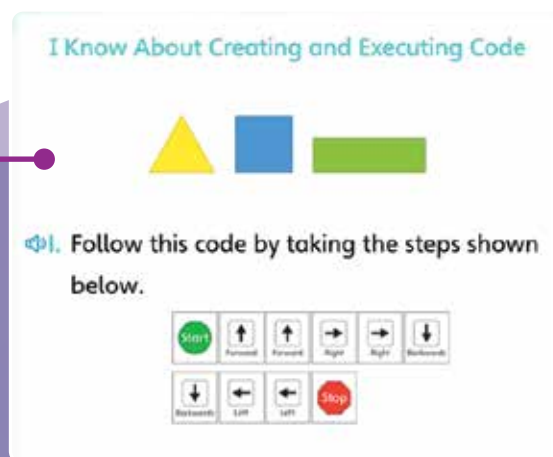 I Know About Creating and Executing Code
1. Follow this code by taking the steps shown
below.
Start Forward Forward Right Right Backwards
Backwards Left Left Stop